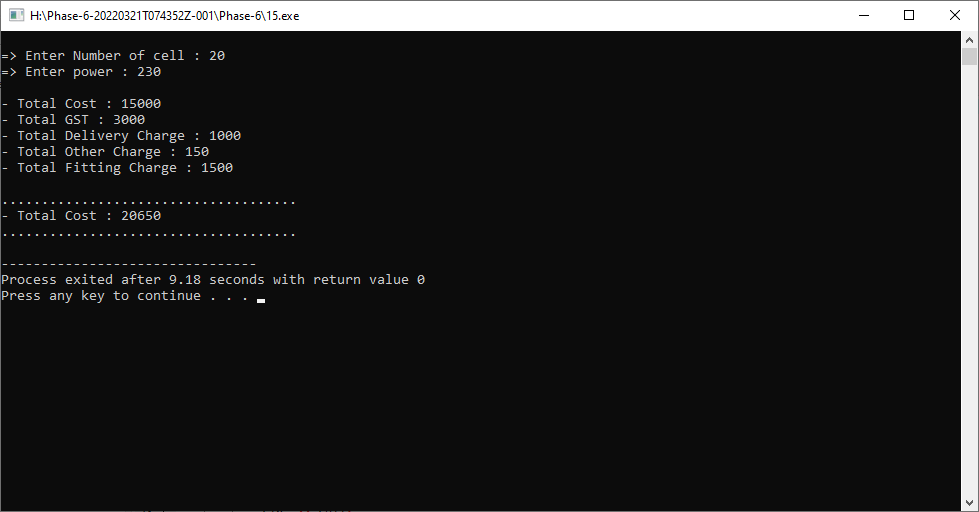 H:\Phase-6-20220321T074352Z-001\Phase-6\15.exe
=> Enter Number of cell : 20
=> Enter power : 230
- Total Cost : 15000
- Total GST : 3000
- Total Delivery Charge : 1000
- Total Other Charge : 150
- Total Fitting Charge : 1500
.....................................
- Total Cost : 20650
.....................................
--------------------------------
Process exited after 9.18 seconds with return value 0
Press any key to continue . . .